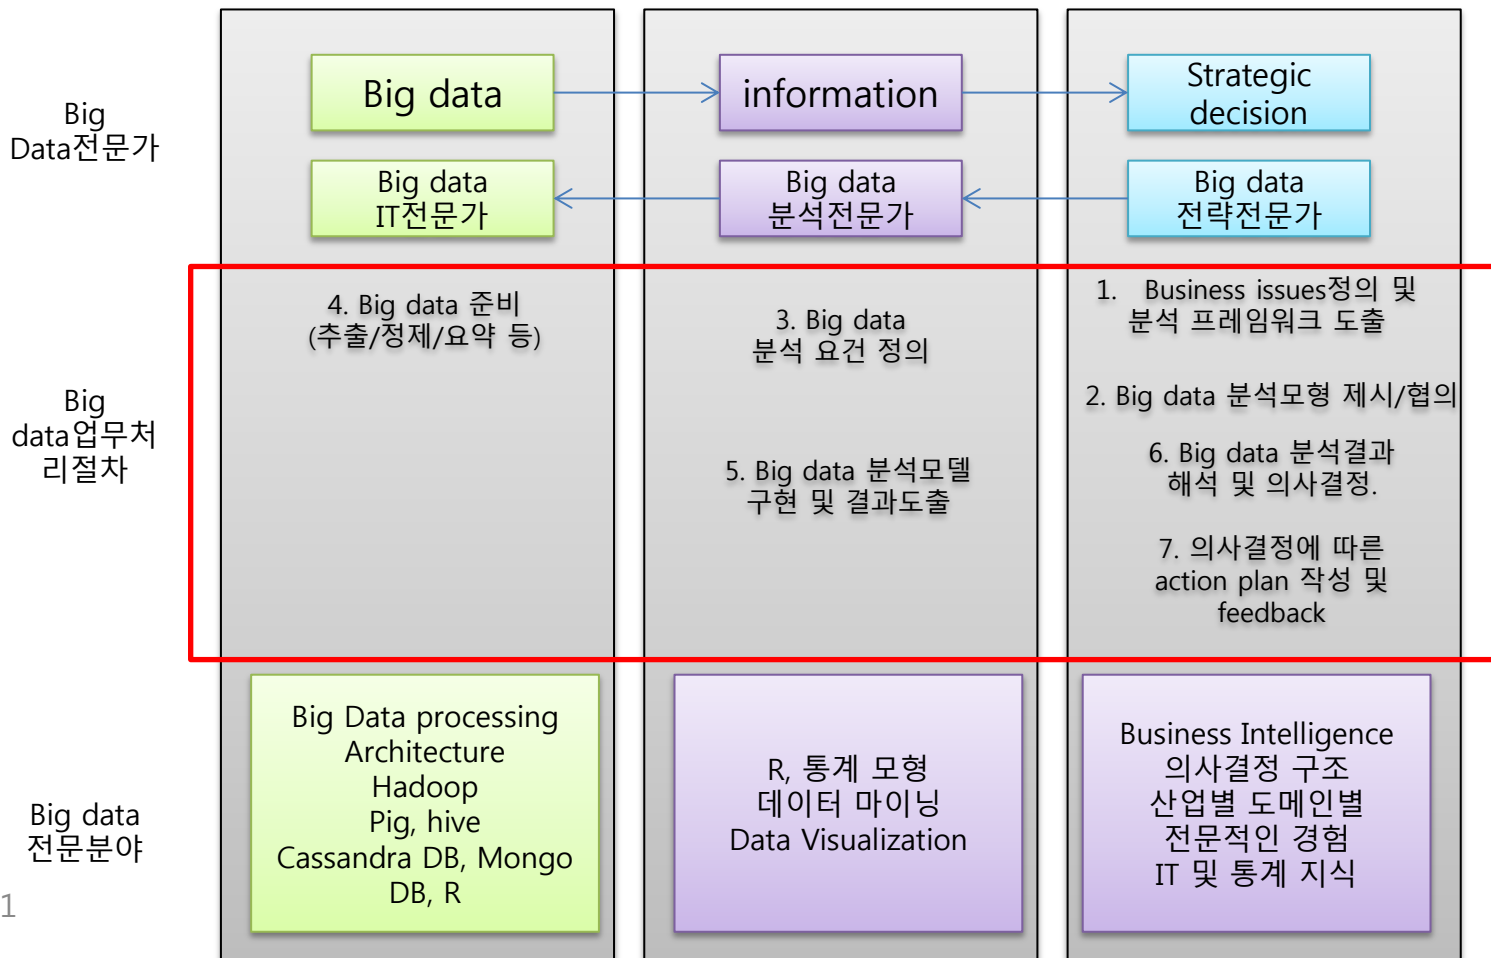 Big
Data전문가
Big data
information
Strategic
decision
Big data
IT전문가
Big data
분석전문가
Big data
전략전문가
Big
data업무처
리절차
4. Big data 준비
(추출/정제/요약 등)
3. Big data
분석 요건 정의
5. Big data 분석모델
구현 및 결과도출
1. Business issues정의 및
분석 프레임워크 도출
2. Big data 분석모형 제시/협의
6. Big data 분석결과
해석 및 의사결정.
7. 의사결정에 따른
action plan 작성 및
feedback
Big data
전문분야
Big Data processing
Architecture
Hadoop
Pig, hive
Cassandra DB, Mongo
DB, R
R, 통계 모형
데이터 마이닝
Data Visualization
Business Intelligence
의사결정 구조
산업별 도메인별
전문적인 경험
IT 및 통계 지식
1